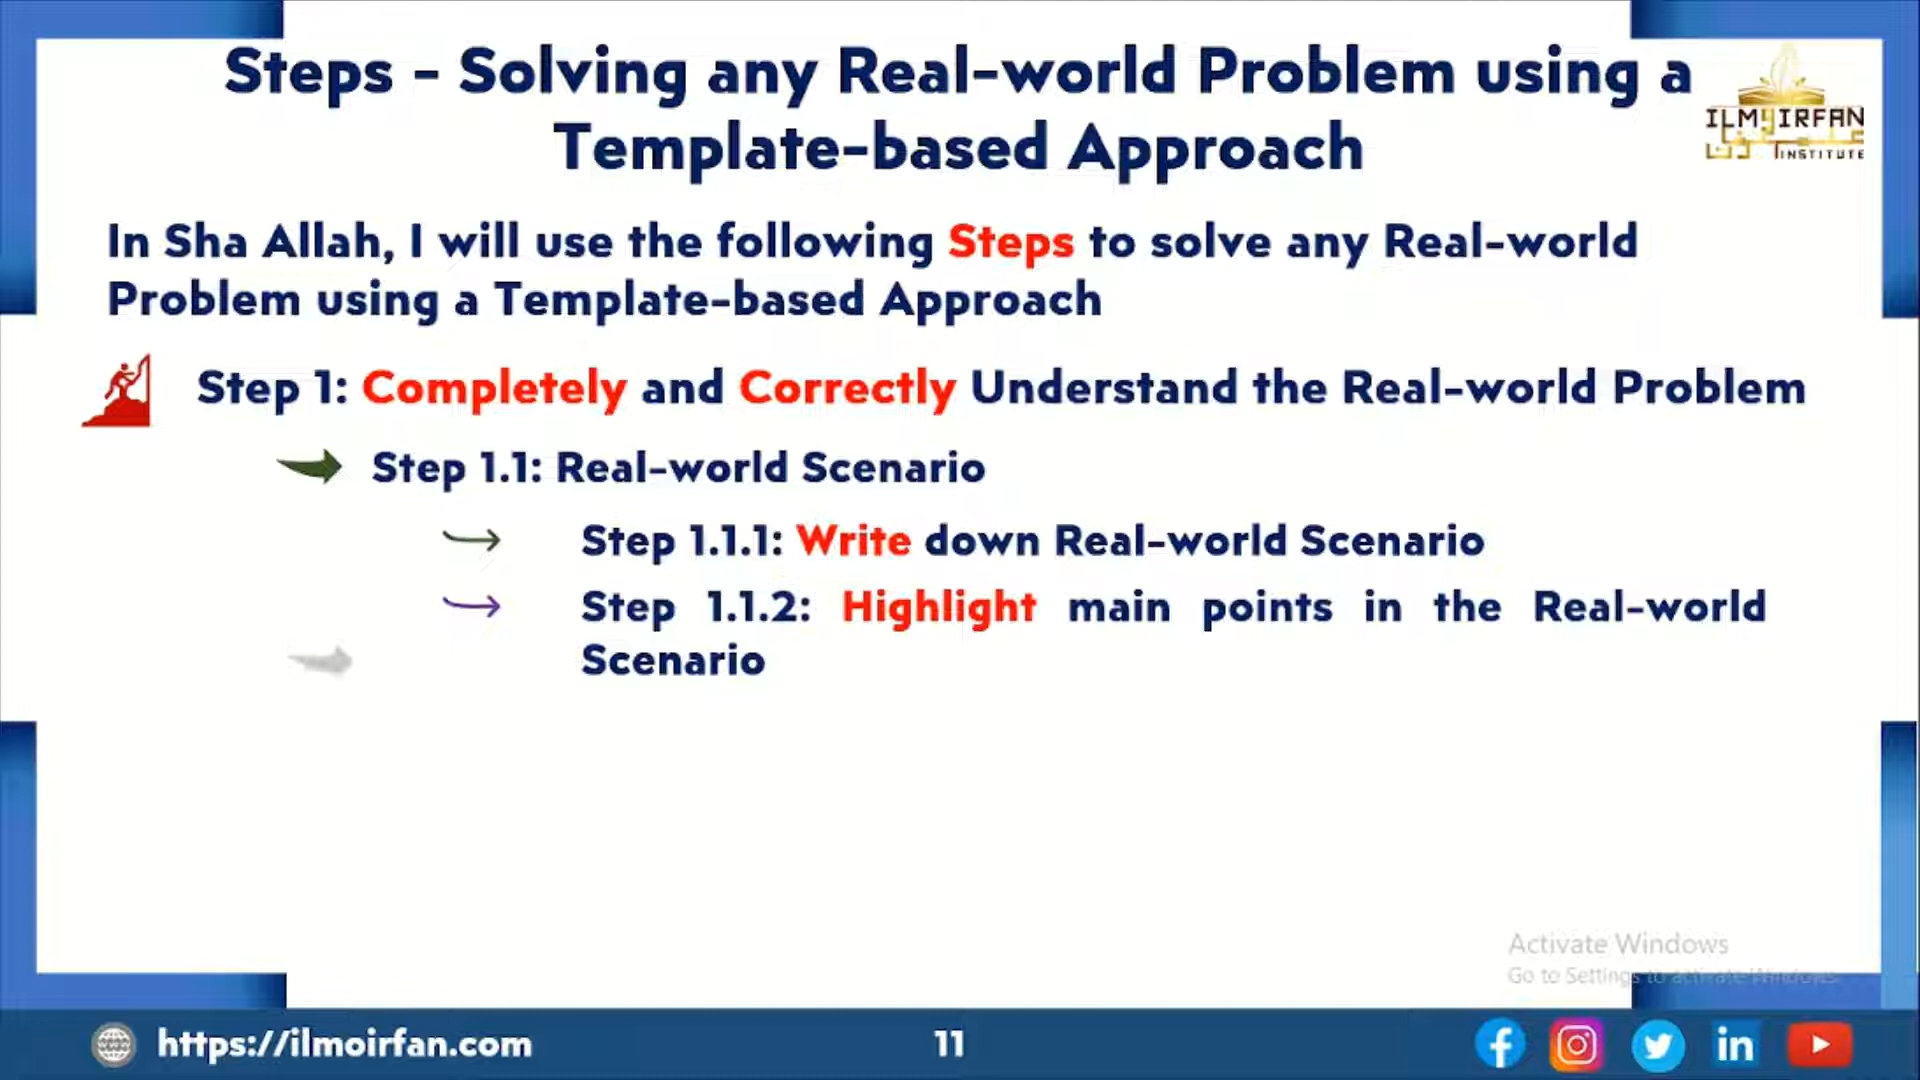 Steps - Solving any Real-world Problem using a
Template-based Approach
ILM IRFAN
INSTITUTE
In Sha Allah, I will use the following Steps to solve any Real-world
Problem using a Template-based Approach
Step 1: Completely and Correctly Understand the Real-world Problem
Step 1.1: Real-world Scenario
Step 1.1.1: Write down Real-world Scenario
Step 1.1.2: Highlight main points in the Real-world
Scenario
Activate Windows
Go to Settings to activate Windows.
https://ilmoirfan.com
11